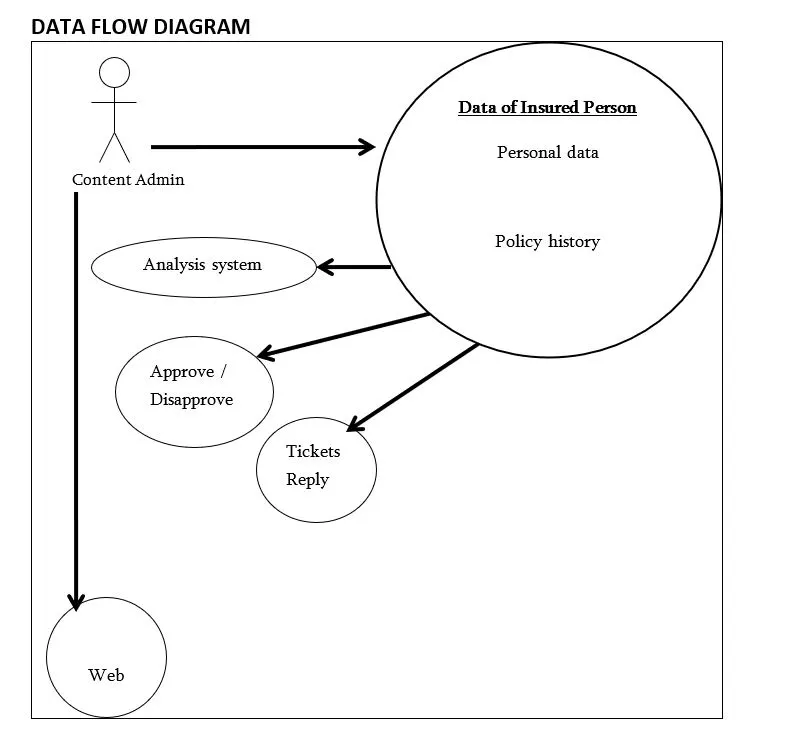 DATA FLOW DIAGRAM
Data of Insured Person
Personal data
Content Admin
Policy history
Analysis system
Approve /
Disapprove
Tickets
Reply
Web